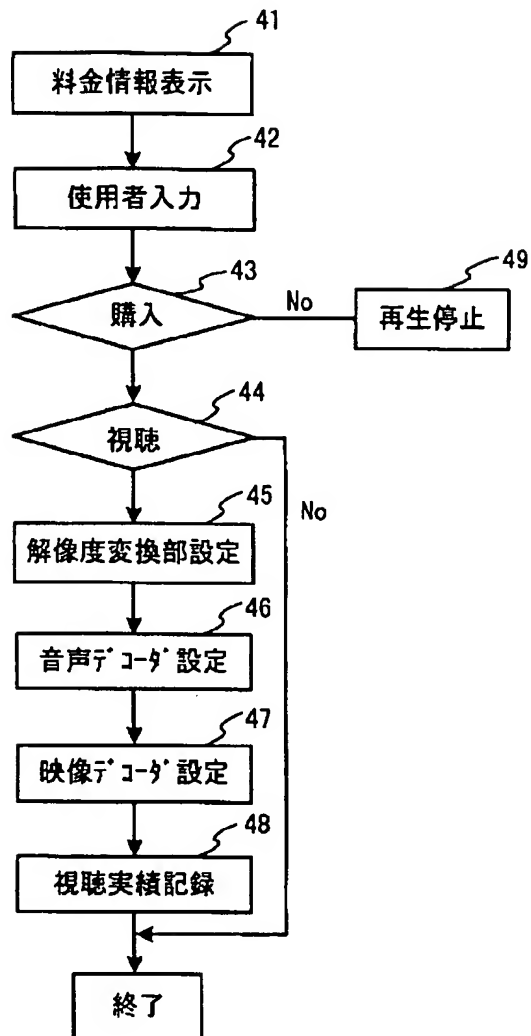 41
料金情報表示
42
使用者入力
43
購入
No
49
再生停止
44
視聴
No
45
解像度変換部設定
46
音声デコーダ設定
47
映像デコーダ設定
48
視聴実績記録
終了